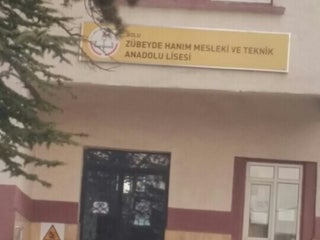 BOLU
ZÜBEYDE HANIM MESLEKİ VE TEKNİK
ANADOLU LİSESİ